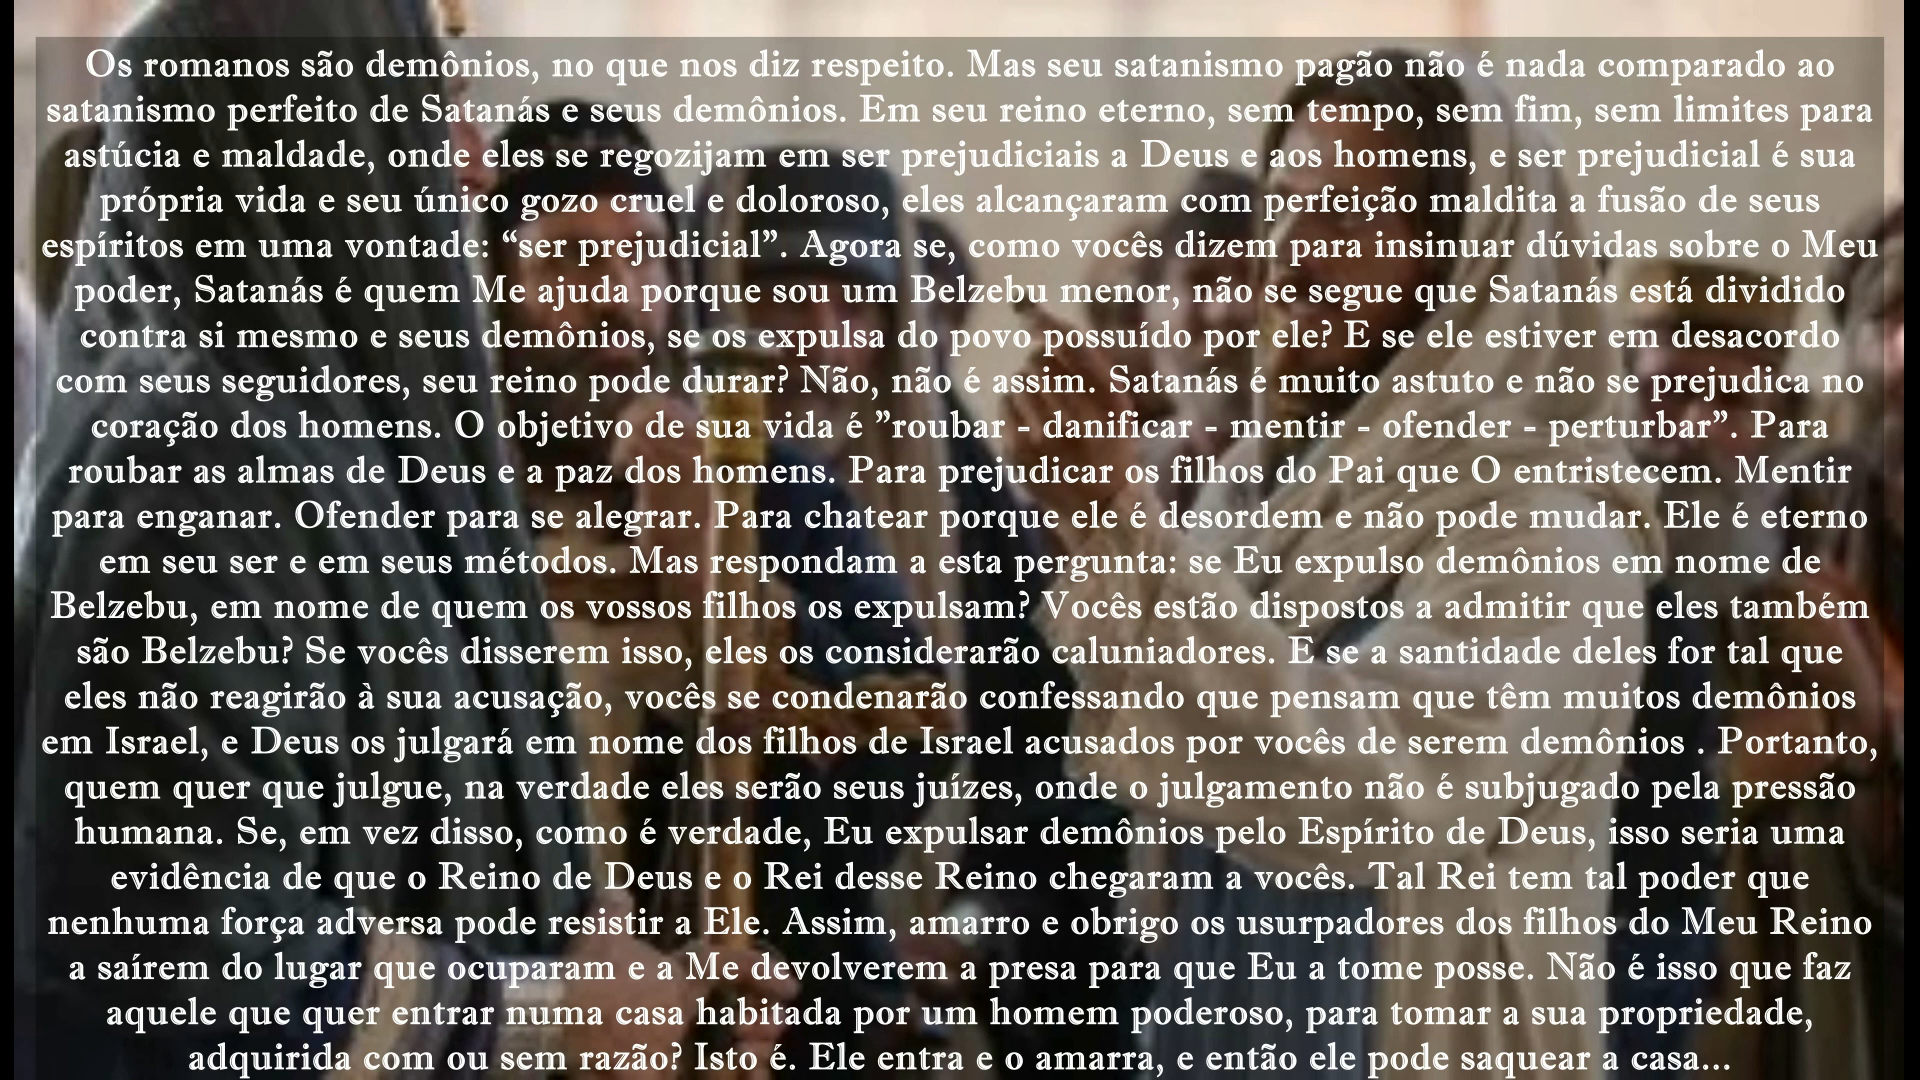 Os romanos são demônios, no que nos diz respeito. Mas seu satanismo pagão não é nada comparado ao
satanismo perfeito de Satanás e seus demônios. Em seu reino eterno, sem tempo, sem fim, sem limites para
astúcia e maldade, onde eles se regozijam em ser prejudiciais a Deus e aos homens, e ser prejudicial é sua
própria vida e seu único gozo cruel e doloroso, eles alcançaram com perfeição maldita a fusão de seus
espíritos em uma vontade: “ser prejudicial”. Agora se, como vocês dizem para insinuar dúvidas sobre o Meu
poder, Satanás é quem Me ajuda porque sou um Belzebu menor, não se segue que Satanás está dividido
contra si mesmo e seus demônios, se os expulsa do povo possuído por ele? E se ele estiver em desacordo
com seus seguidores, seu reino pode durar? Não, não é assim. Satanás é muito astuto e não se prejudica no
coração dos homens. O objetivo de sua vida é ”roubar - danificar - mentir - ofender - perturbar”. Para
roubar as almas de Deus e a paz dos homens. Para prejudicar os filhos do Pai que O entristecem. Mentir
para enganar. Ofender para se alegrar. Para chatear porque ele é desordem e não pode mudar. Ele é eterno
em seu ser e em seus métodos. Mas respondam a esta pergunta: se Eu expulso demônios em nome de
Belzebu, em nome de quem os vossos filhos os expulsam? Vocês estão dispostos a admitir que eles também
são Belzebu? Se vocês disserem isso, eles os considerarão caluniadores. E se a santidade deles for tal que
eles não reagirão à sua acusação, vocês se condenarão confessando que pensam que têm muitos demônios
em Israel, e Deus os julgará em nome dos filhos de Israel acusados por vocês de serem demônios . Portanto,
quem quer que julgue, na verdade eles serão seus juízes, onde o julgamento não é subjugado pela pressão
humana. Se, em vez disso, como é verdade, Eu expulsar demônios pelo Espírito de Deus, isso seria uma
evidência de que o Reino de Deus e o Rei desse Reino chegaram a vocês. Tal Rei tem tal poder que
nenhuma força adversa pode resistir a Ele. Assim, amarro e obrigo os usurpadores dos filhos do Meu Reino
a saírem do lugar que ocuparam e a Me devolverem a presa para que Eu a tome posse. Não é isso que faz
aquele que quer entrar numa casa habitada por um homem poderoso, para tomar a sua propriedade,
adquirida com ou sem razão? Isto é. Ele entra e o amarra, e então ele pode saquear a casa...